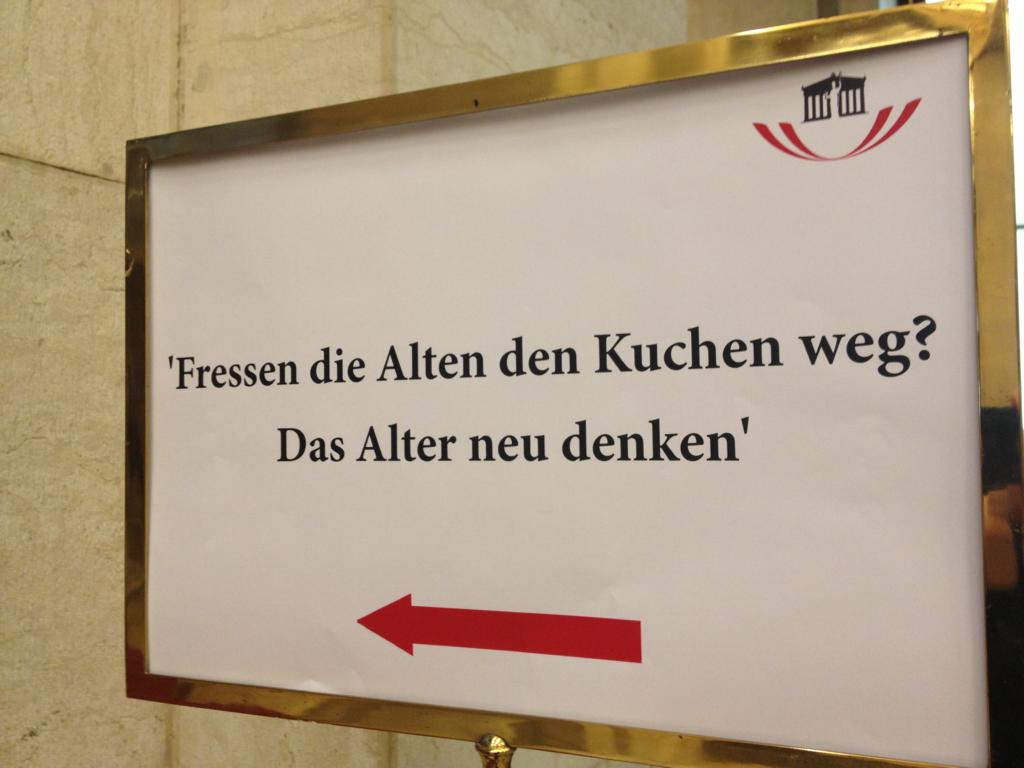 'Fressen die Alten den Kuchen weg?
Das Alter neu denken'